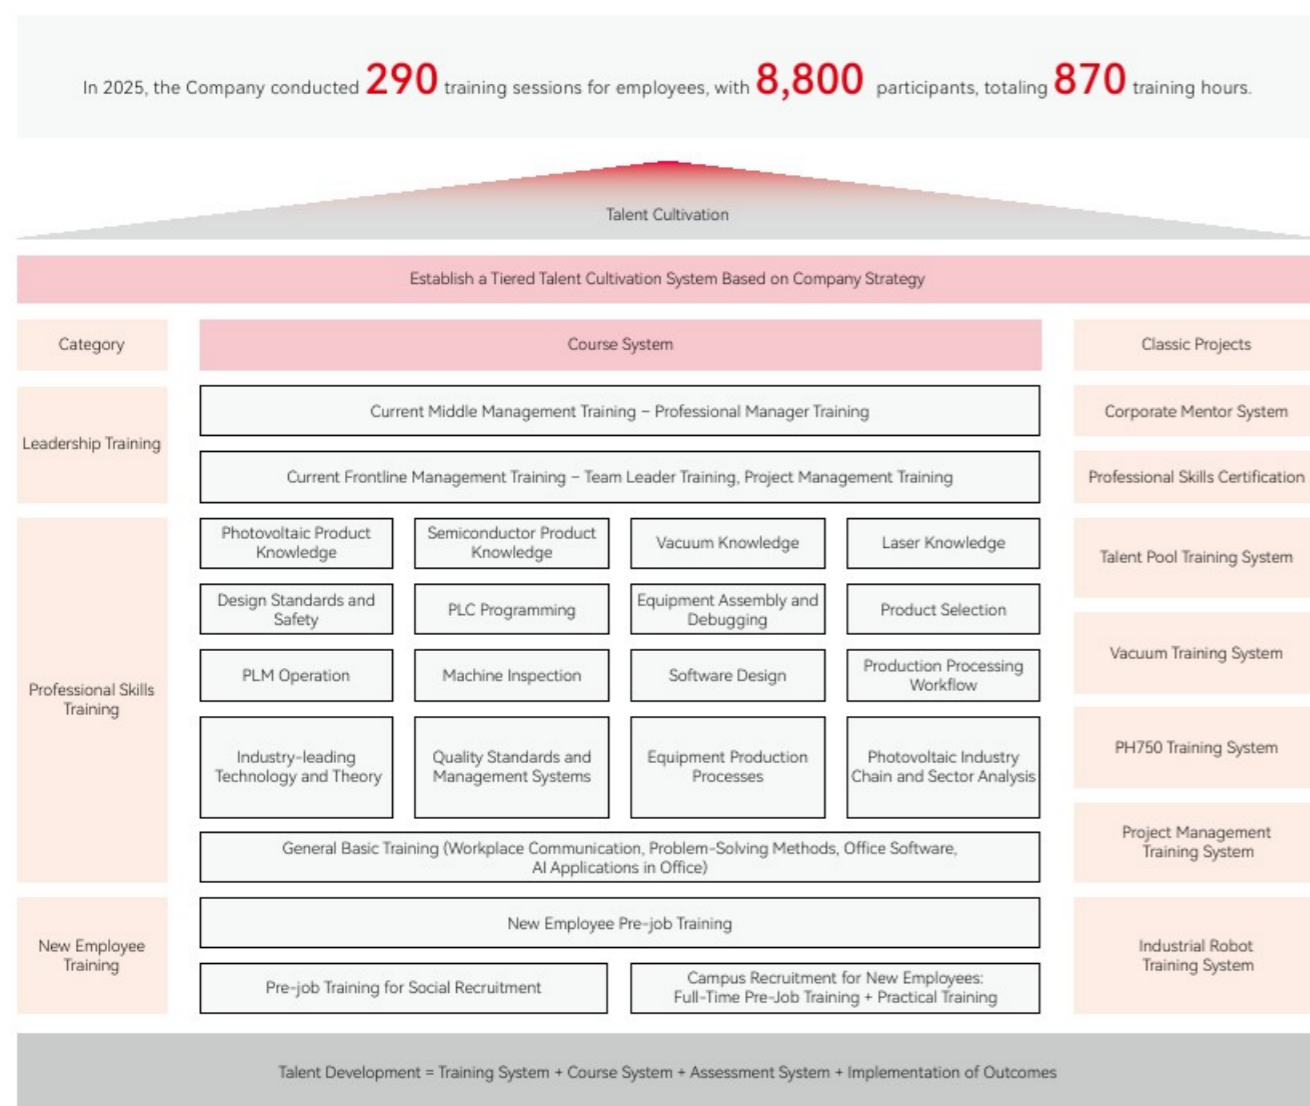 In 2025, the Company conducted 290 training sessions for employees, with 8,800 participants, totaling 870 training hours.
Talent Cultivation
Establish a Tiered Talent Cultivation System Based on Company Strategy
Category
Course System
Classic Projects
Leadership Training
Current Middle Management Training – Professional Manager Training
Current Frontline Management Training – Team Leader Training, Project Management Training
Corporate Mentor System
Professional Skills Certification
Professional Skills
Training
Photovoltaic Product
Knowledge
Semiconductor Product
Knowledge
Vacuum Knowledge
Laser Knowledge
Design Standards and
Safety
PLC Programming
Equipment Assembly and
Debugging
Product Selection
PLM Operation
Machine Inspection
Software Design
Production Processing
Workflow
Industry-leading
Technology and Theory
Quality Standards and
Management Systems
Equipment Production
Processes
Photovoltaic Industry
Chain and Sector Analysis
General Basic Training (Workplace Communication, Problem-Solving Methods, Office Software,
AI Applications in Office)
Talent Pool Training System
Vacuum Training System
PH750 Training System
Project Management
Training System
New Employee
Training
New Employee Pre-job Training
Pre-job Training for Social Recruitment
Campus Recruitment for New Employees:
Full-Time Pre-Job Training + Practical Training
Industrial Robot
Training System
Talent Development = Training System + Course System + Assessment System + Implementation of Outcomes